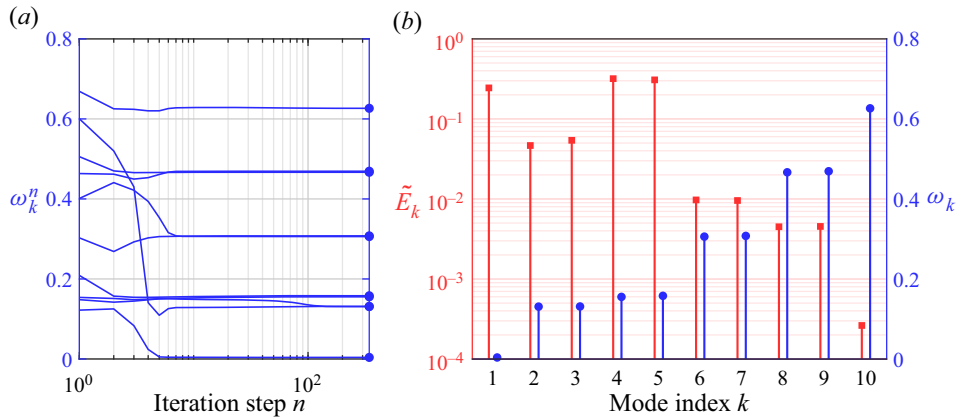 (a)
0.8
0.6
ω_k^n 0.4
0.2
0
10^0 10^2
Iteration step n
(b)
10^0 0.8
10^−1 0.6
Ẽ_k 10^−2 0.4 ω_k
10^−3 0.2
10^−4 0
1 2 3 4 5 6 7 8 9 10
Mode index k